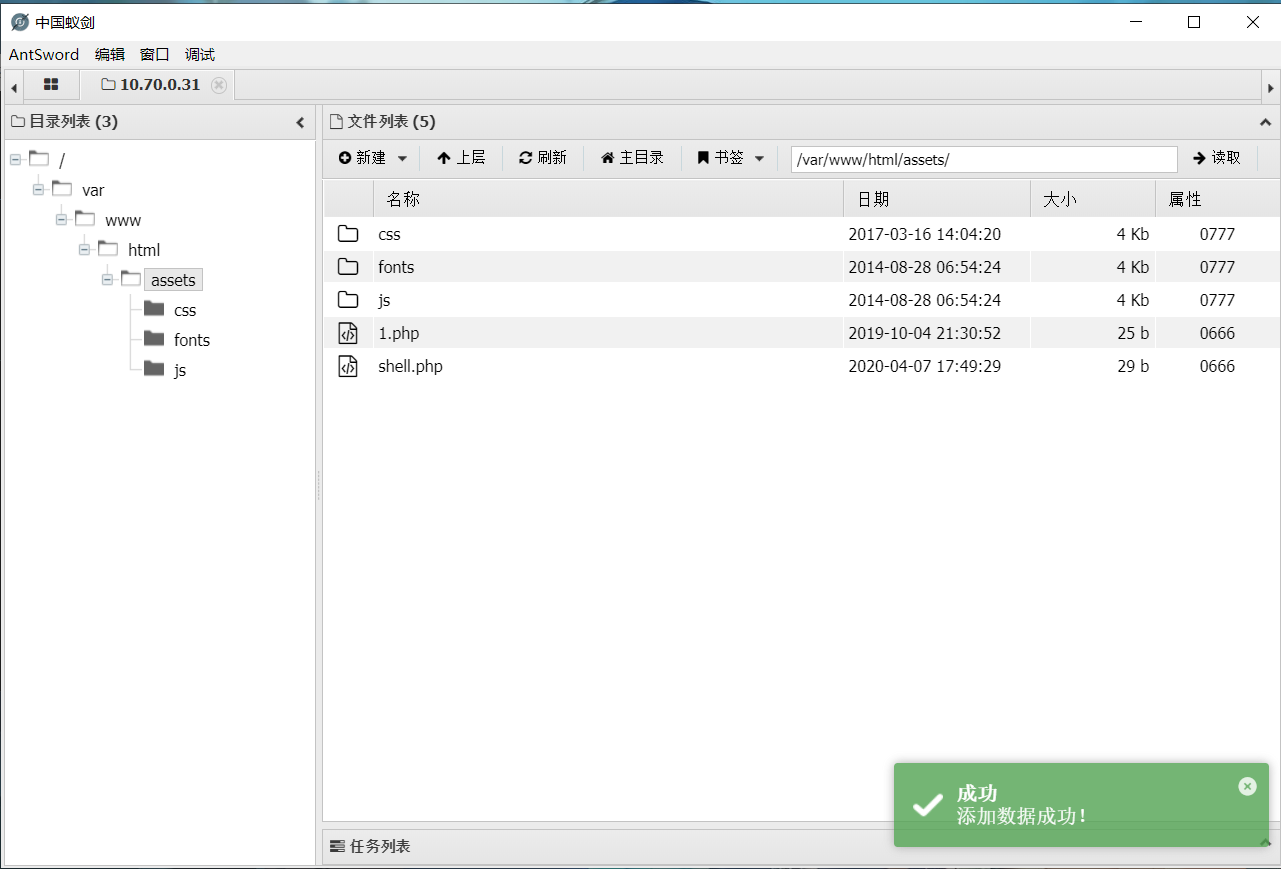 中国蚁剑
AntSword 编辑 窗口 调试
10.70.0.31
目录列表 (3)
/
var
www
html
assets
css
fonts
js
文件列表 (5)
新建 上层 刷新 主目录 书签 /var/www/html/assets/ 读取
名称 日期 大小 属性
css 2017-03-16 14:04:20 4 Kb 0777
fonts 2014-08-28 06:54:24 4 Kb 0777
js 2014-08-28 06:54:24 4 Kb 0777
1.php 2019-10-04 21:30:52 25 b 0666
shell.php 2020-04-07 17:49:29 29 b 0666
成功
添加数据成功!
任务列表